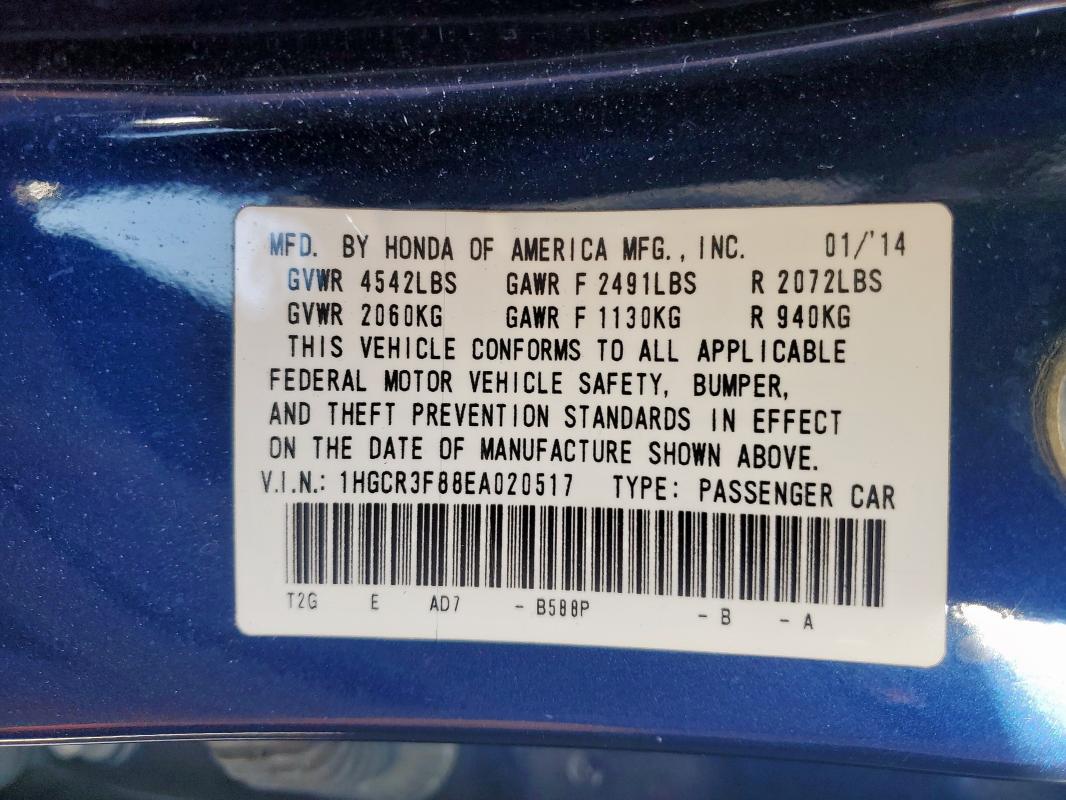 MFD. BY HONDA OF AMERICA MFG., INC. 01/'14
GVWR 4542LBS GAWR F 2491LBS R 2072LBS
GVWR 2060KG GAWR F 1130KG R 940KG
THIS VEHICLE CONFORMS TO ALL APPLICABLE
FEDERAL MOTOR VEHICLE SAFETY, BUMPER,
AND THEFT PREVENTION STANDARDS IN EFFECT
ON THE DATE OF MANUFACTURE SHOWN ABOVE.
V.I.N.: 1HGCR3F88EA020517 TYPE: PASSENGER CAR
T2G E AD7 - B588P - B - A